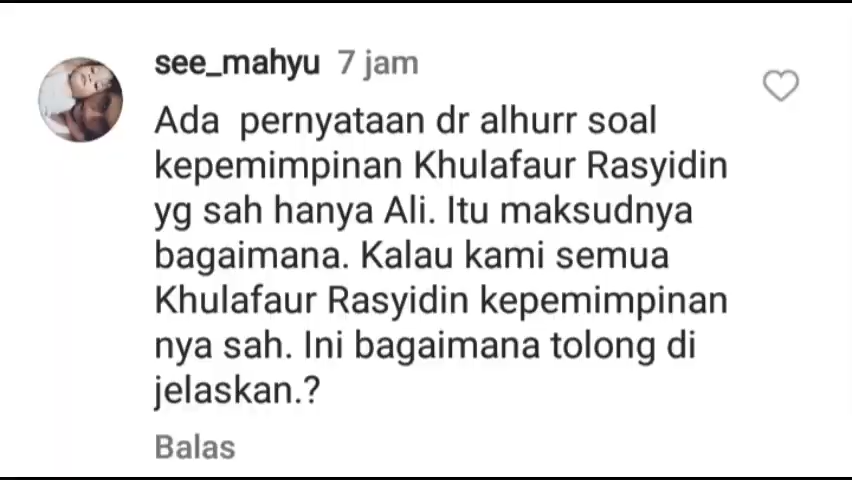 see_mahyu 7 jam
Ada pernyataan dr alhurr soal
kepemimpinan Khulafaur Rasyidin
yg sah hanya Ali. Itu maksudnya
bagaimana. Kalau kami semua
Khulafaur Rasyidin kepemimpinan
nya sah. Ini bagaimana tolong di
jelaskan.?
Balas